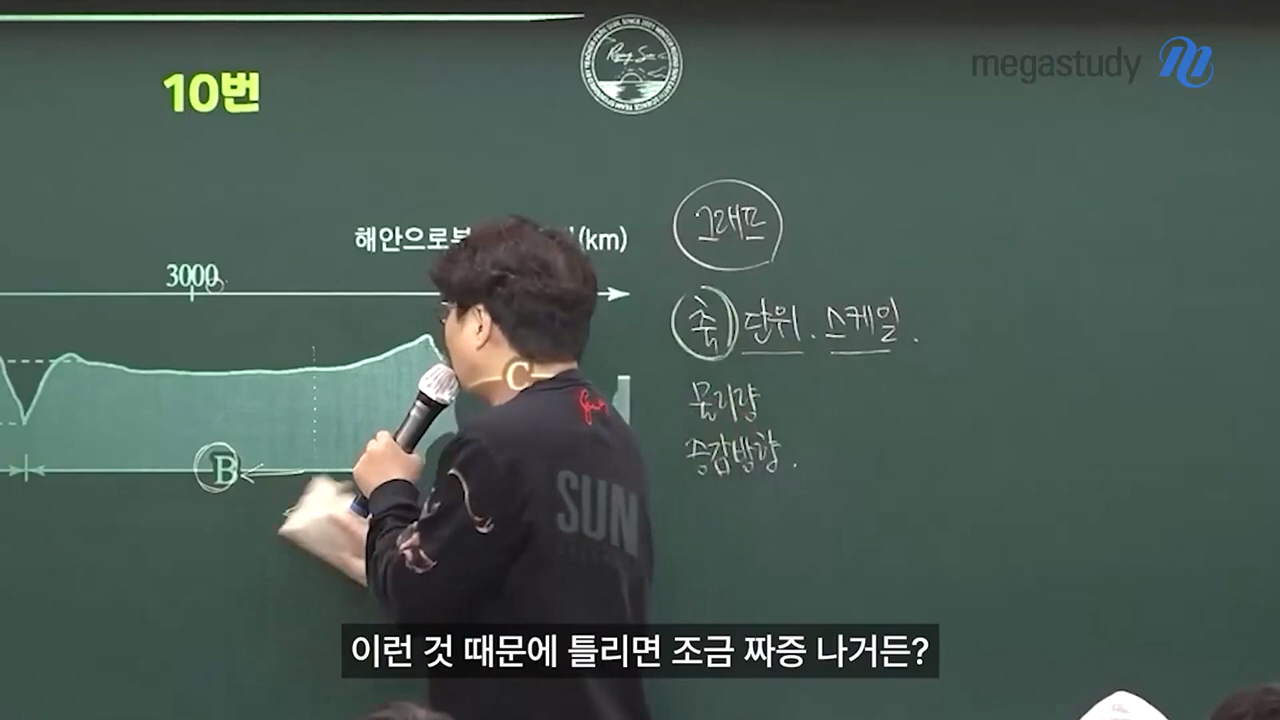 megastudy
10번
그래프
해안으로부 (km)
3000
축 단위. 스케일.
C
물리량
증감방향.
B
SUN
이런 것 때문에 틀리면 조금 짜증 나거든?